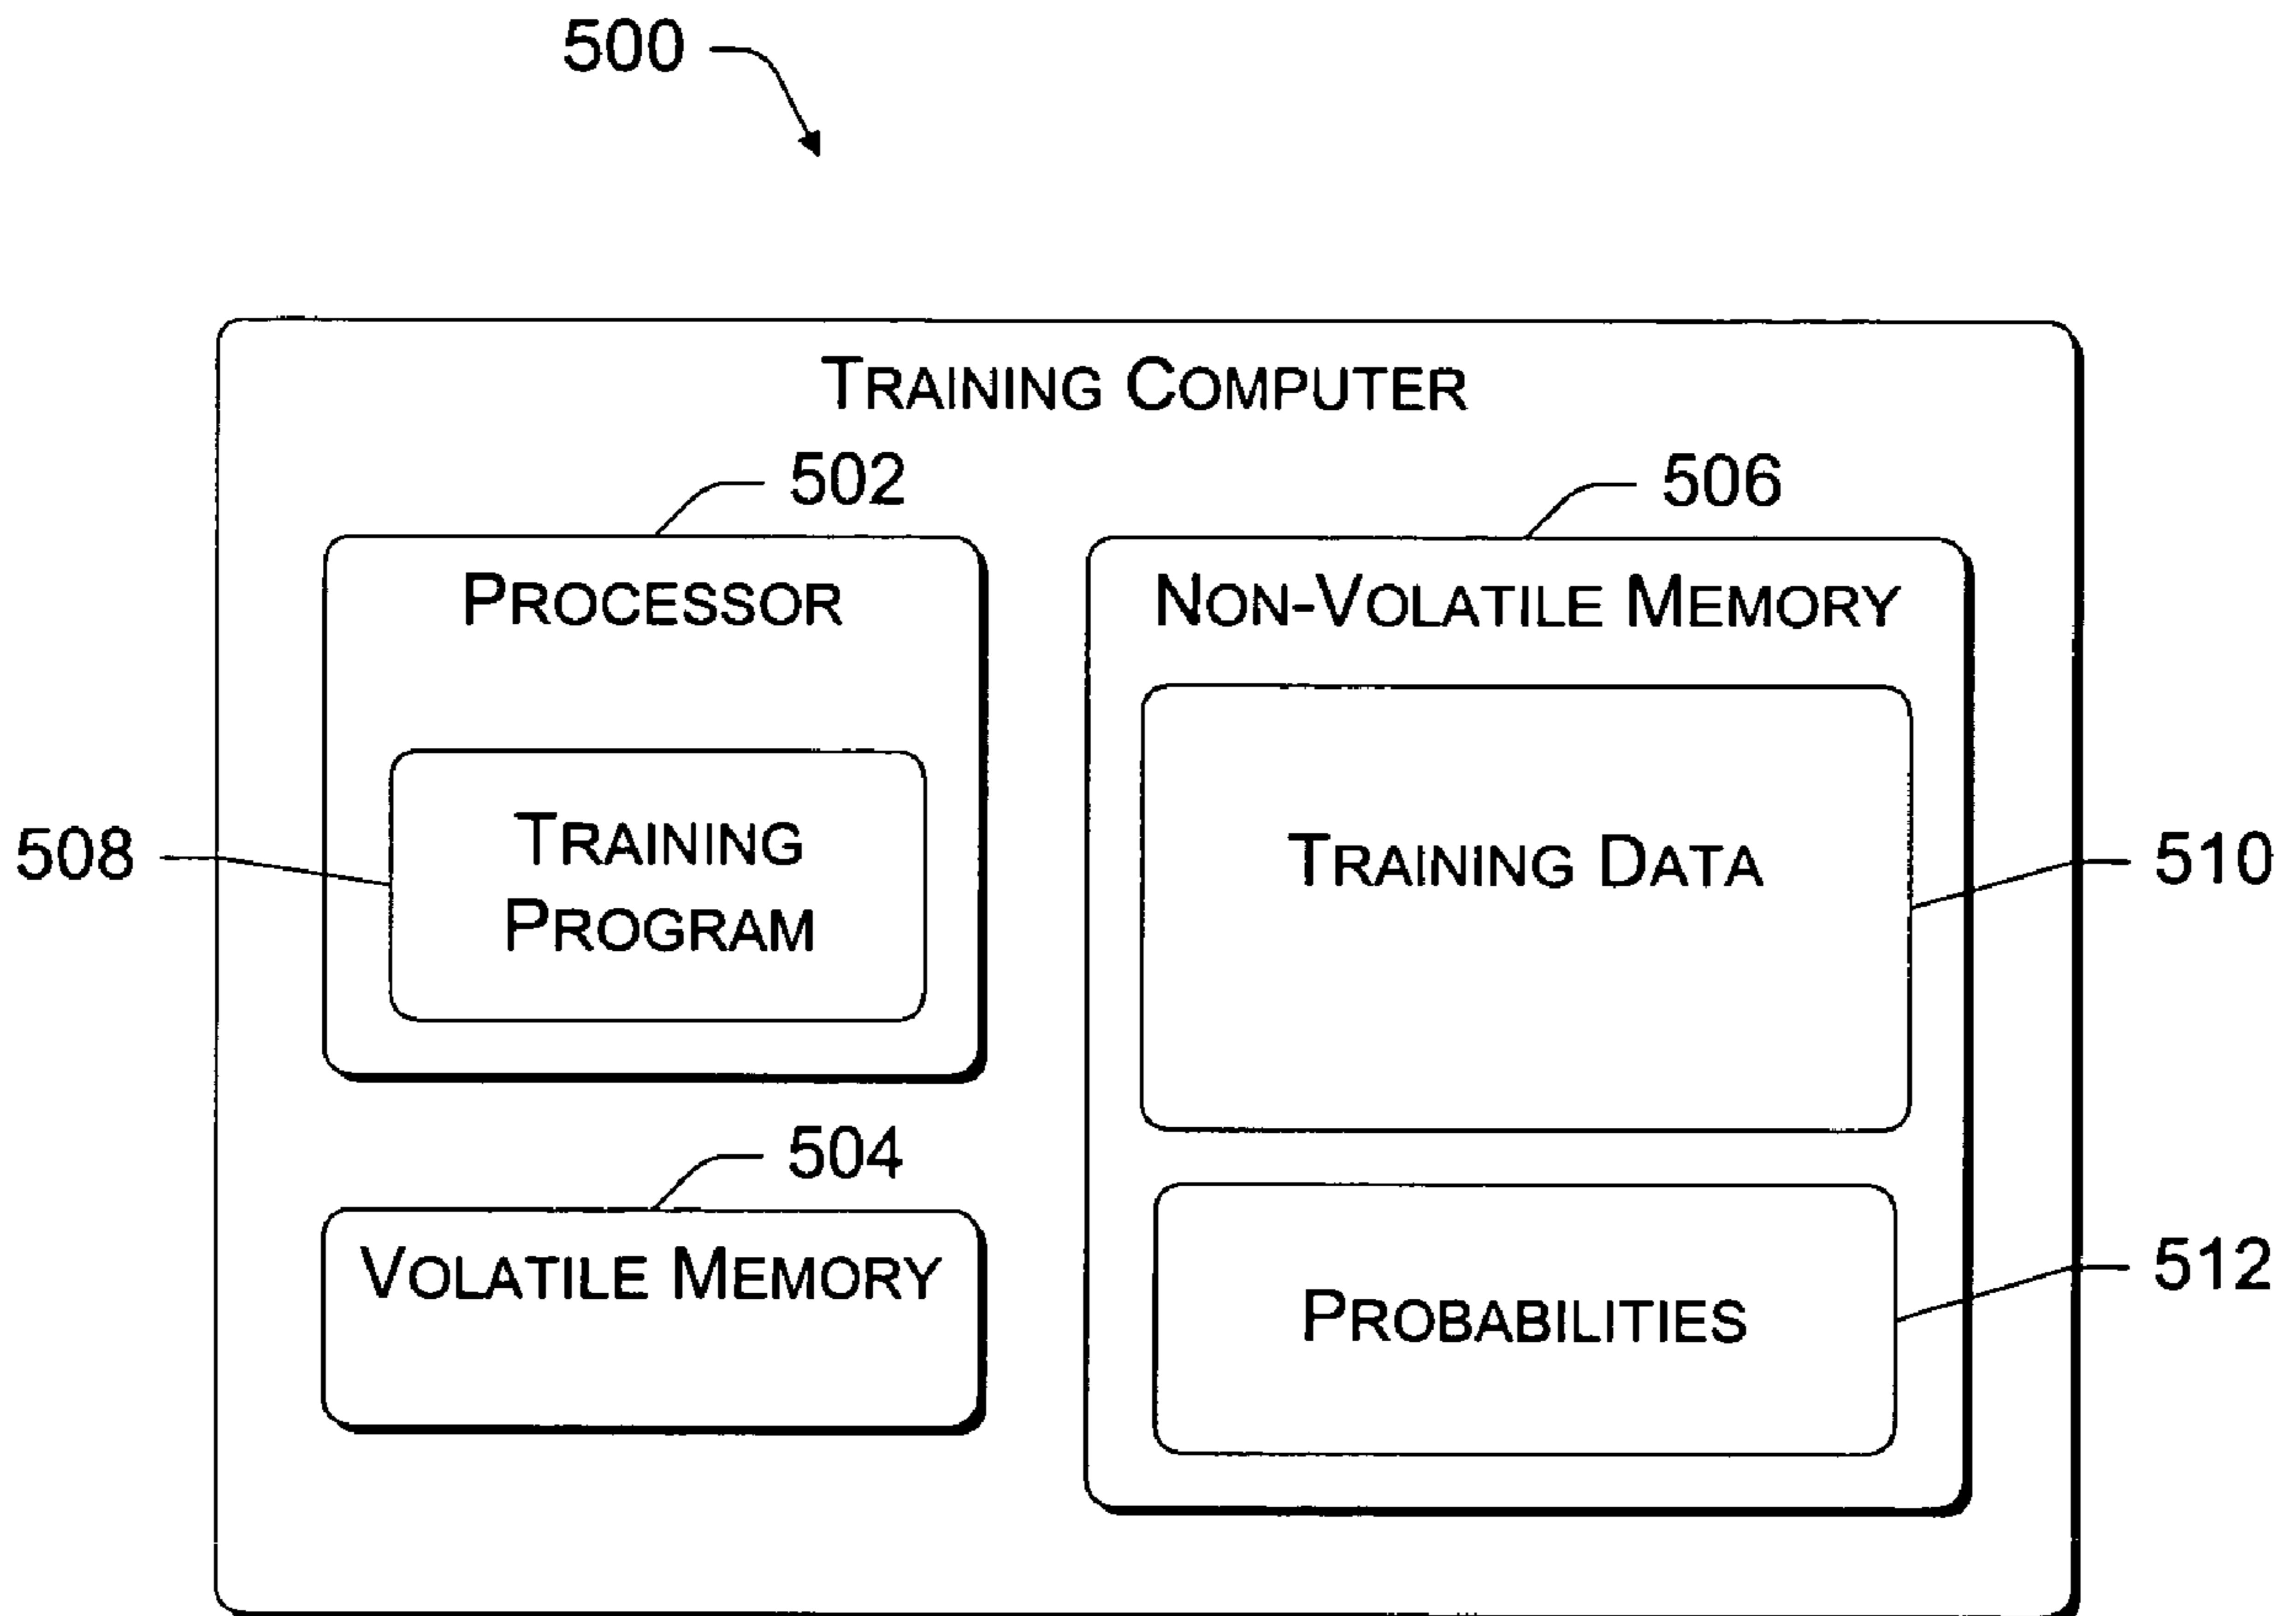 500
TRAINING COMPUTER
502
506
PROCESSOR
NON-VOLATILE MEMORY
TRAINING
PROGRAM
508
TRAINING DATA
510
504
VOLATILE MEMORY
PROBABILITIES
512